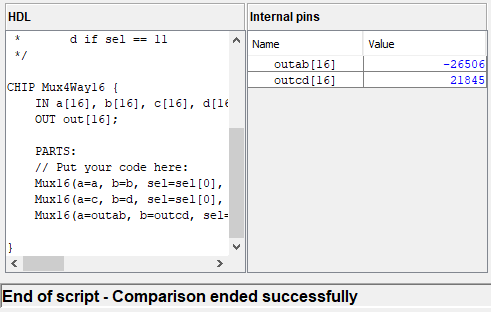 HDL
*       d if sel == 11
*/
CHIP Mux4Way16 {
IN a[16], b[16], c[16], d[16
OUT out[16];
PARTS:
// Put your code here:
Mux16(a=a, b=b, sel=sel[0],
Mux16(a=c, b=d, sel=sel[0],
Mux16(a=outab, b=outcd, sel=
}
Internal pins
Name Value
outab[16] -26506
outcd[16] 21845
End of script - Comparison ended successfully